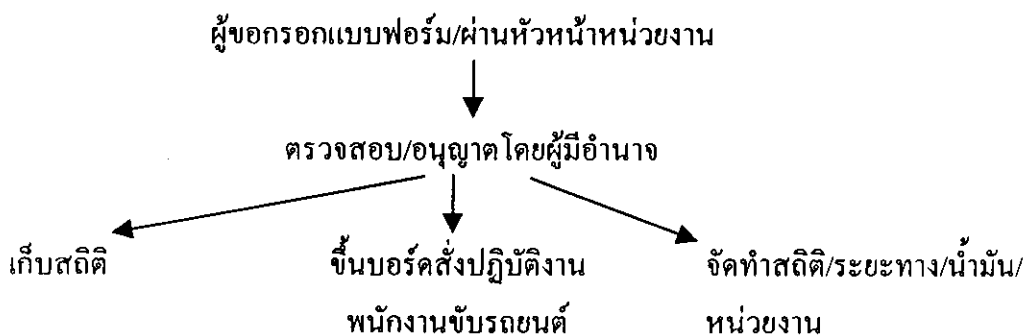 ผู้ขอกรอกแบบฟอร์ม/ผ่านหัวหน้าหน่วยงาน
ตรวจสอบ/อนุญาตโดยผู้มีอำนาจ
เก็บสถิติ
ขึ้นบอร์ดสั่งปฏิบัติงาน
พนักงานขับรถยนต์
จัดทำสถิติ/ระยะทาง/น้ำมัน/
หน่วยงาน